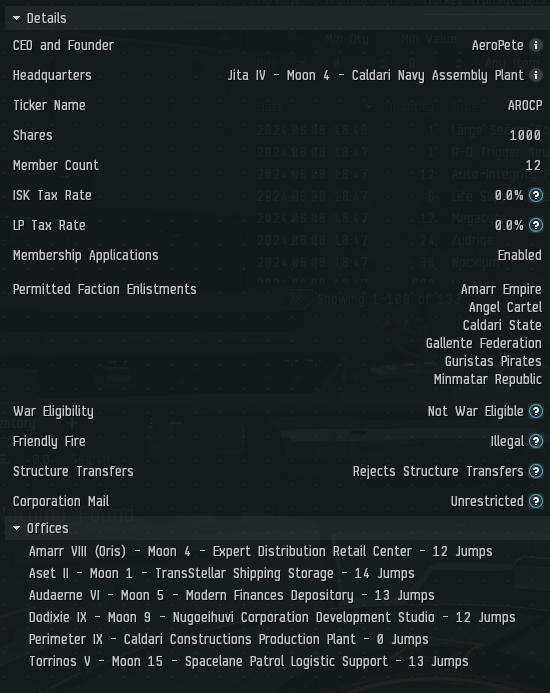 Details
CEO and Founder AeroPete
Headquarters Jita IV - Moon 4 - Caldari Navy Assembly Plant
Ticker Name AROCP
Shares 1000
Member Count 12
ISK Tax Rate 0.0%
LP Tax Rate 0.0%
Membership Applications Enabled
Permitted Faction Enlistments Amarr Empire
Angel Cartel
Caldari State
Gallente Federation
Guristas Pirates
Minmatar Republic
War Eligibility Not War Eligible
Friendly Fire Illegal
Structure Transfers Rejects Structure Transfers
Corporation Mail Unrestricted
Offices
Amarr VIII (Oris) - Moon 4 - Expert Distribution Retail Center - 12 Jumps
Aset II - Moon 1 - TransStellar Shipping Storage - 14 Jumps
Audaerne VI - Moon 5 - Modern Finances Depository - 13 Jumps
Dodixie IX - Moon 9 - Nugoeihuvi Corporation Development Studio - 12 Jumps
Perimeter IX - Caldari Constructions Production Plant - 0 Jumps
Torrinos V - Moon 15 - Spacelane Patrol Logistic Support - 13 Jumps